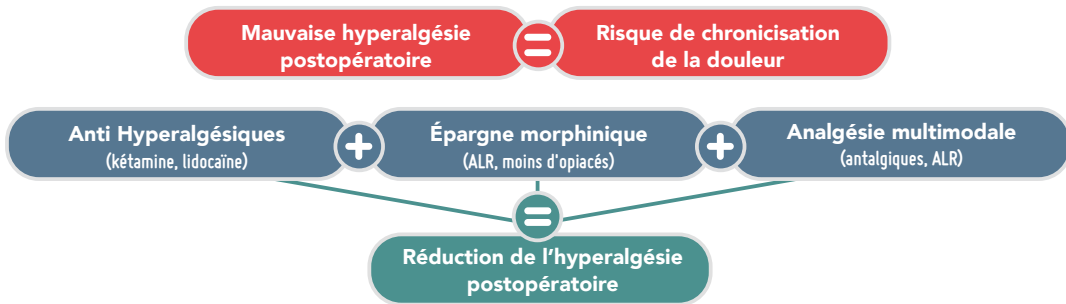 Mauvaise hyperalgésie
postopératoire
=
Risque de chronicisation
de la douleur
Anti Hyperalgésiques
(kétamine, lidocaïne)
+
Épargne morphinique
(ALR, moins d'opiacés)
+
Analgésie multimodale
(antalgiques, ALR)
=
Réduction de l’hyperalgésie
postopératoire